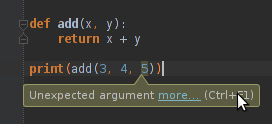 def add(x, y):
return x + y
print(add(3, 4, 5))
Unexpected argument more... (Ctrl+F1)